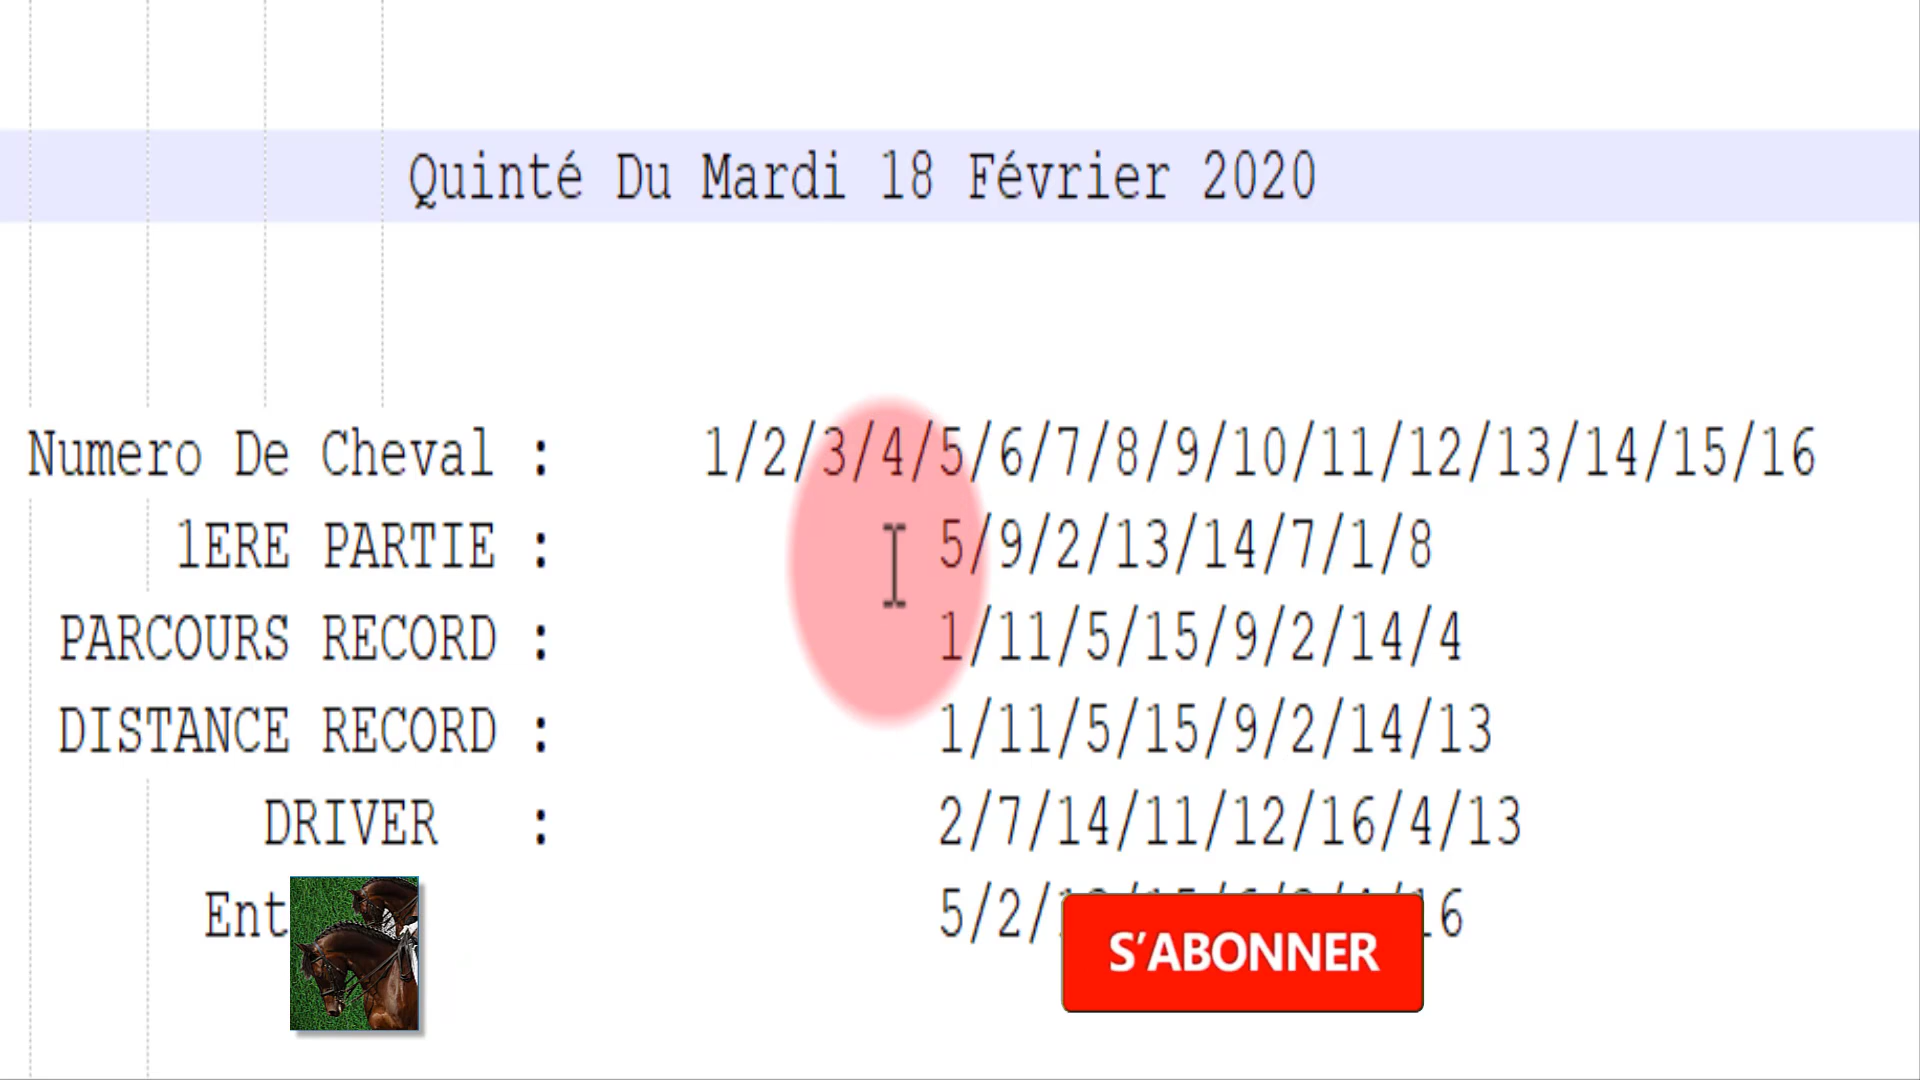 Quinté Du Mardi 18 Février 2020
Numero De Cheval : 1/2/3/4/5/6/7/8/9/10/11/12/13/14/15/16
1ERE PARTIE : 5/9/2/13/14/7/1/8
PARCOURS RECORD : 1/11/5/15/9/2/14/4
DISTANCE RECORD : 1/11/5/15/9/2/14/13
DRIVER : 2/7/14/11/12/16/4/13
Ent 5/2/
S'ABONNER